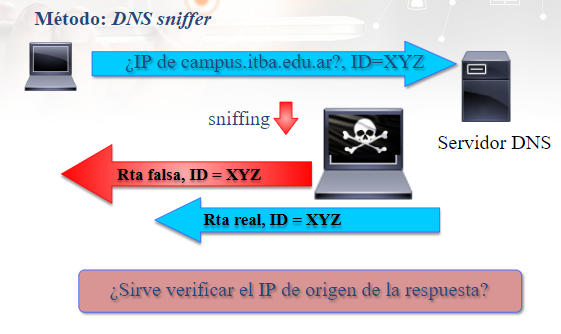 Método: DNS sniffer
¿IP de campus.itba.edu.ar?, ID=XYZ
sniffing
Servidor DNS
Rta falsa, ID = XYZ
Rta real, ID = XYZ
¿Sirve verificar el IP de origen de la respuesta?